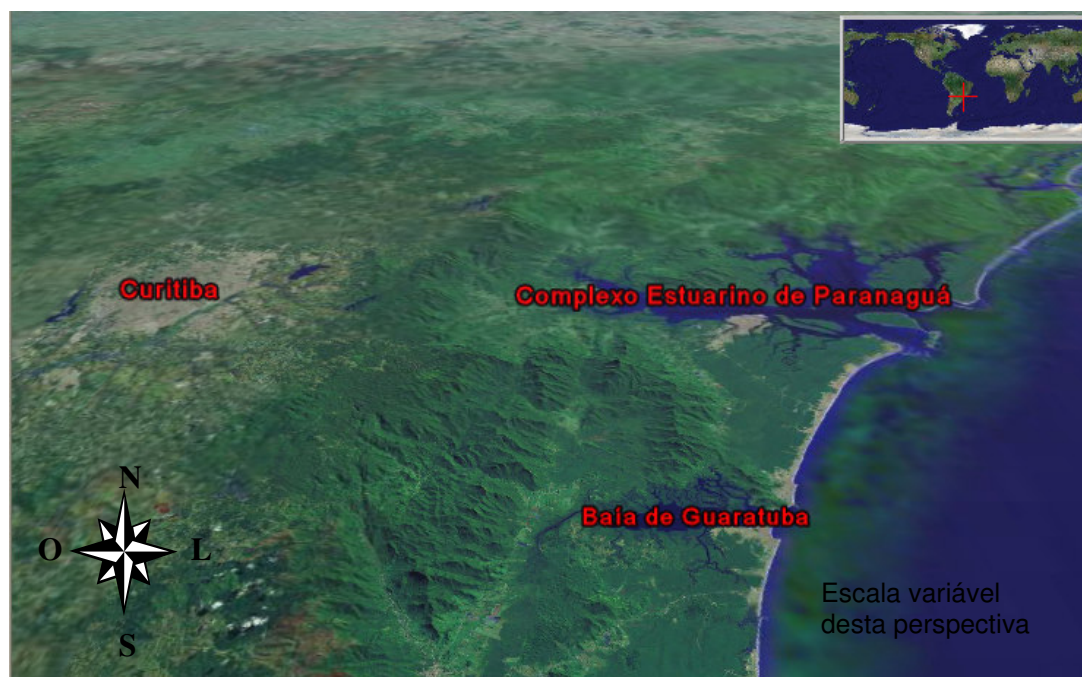 Curitiba
Complexo Estuarino de Paranaguá
Baía de Guaratuba
N
O L
S
Escala variável
desta perspectiva